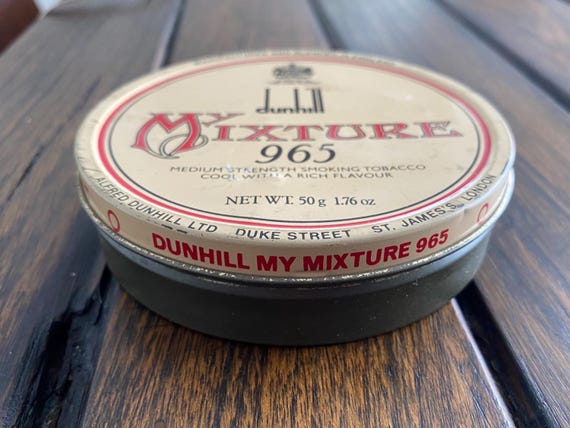 dunhill
My Mixture
965
MEDIUM STRENGTH SMOKING TOBACCO
COOL WITH A RICH FLAVOUR
NET WT. 50 g 1.76 oz
ALFRED DUNHILL LTD DUKE STREET ST. JAMES'S, LONDON
DUNHILL MY MIXTURE 965